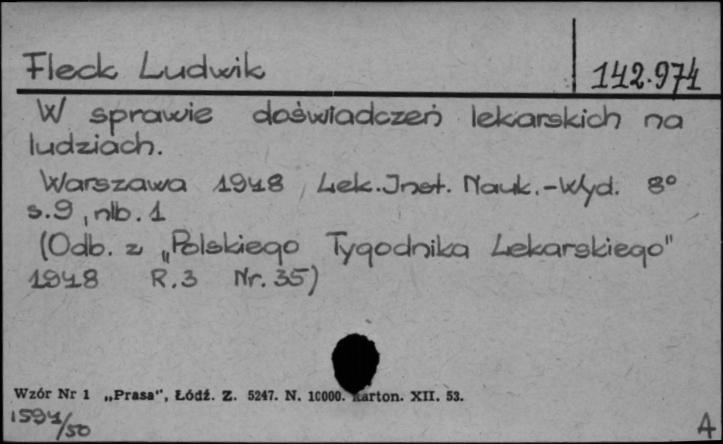 Fleck Ludwik 142.974
W sprawie doświadczeń lekarskich na
ludziach.
Warszawa 1948, Lek.Inst. Nauk.-Wyd. 8°
s.9, nlb. 1
(Odb. z „Polskiego Tygodnika Lekarskiego"
1948 R.3 Nr. 35)
Wzór Nr 1 „Prasa", Łódź. Z. 5247. N. 10000. Karton. XII. 53.
1594/50 A